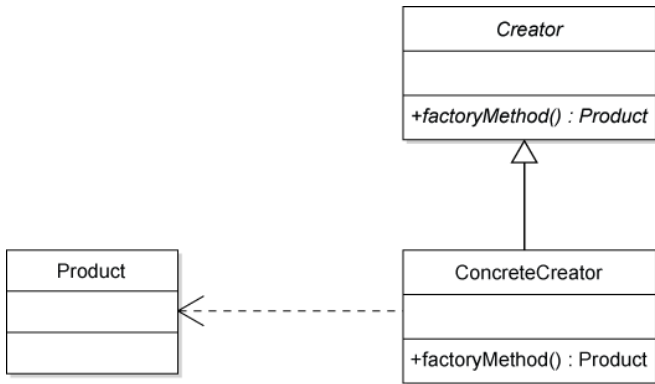 Creator
+factoryMethod() : Product
Product
ConcreteCreator
+factoryMethod() : Product